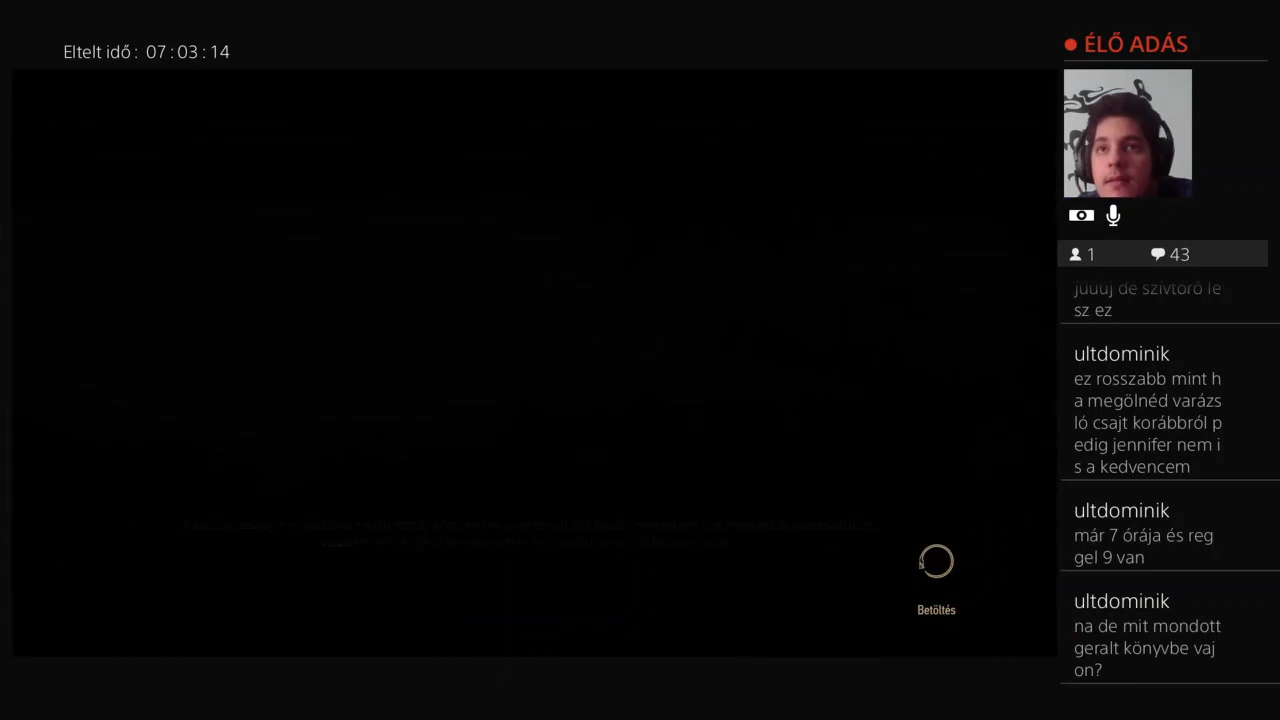 Eltelt idő : 07 : 03 : 14
ÉLŐ ADÁS
1
43
juuuj de szívtörő le
sz ez
ultdominik
ez rosszabb mint h
a megölnéd varázs
ló csajt korábbról p
edig jennifer nem i
s a kedvencem
ultdominik
már 7 órája és reg
gel 9 van
ultdominik
na de mit mondott
geralt könyvbe vaj
on?
Betöltés